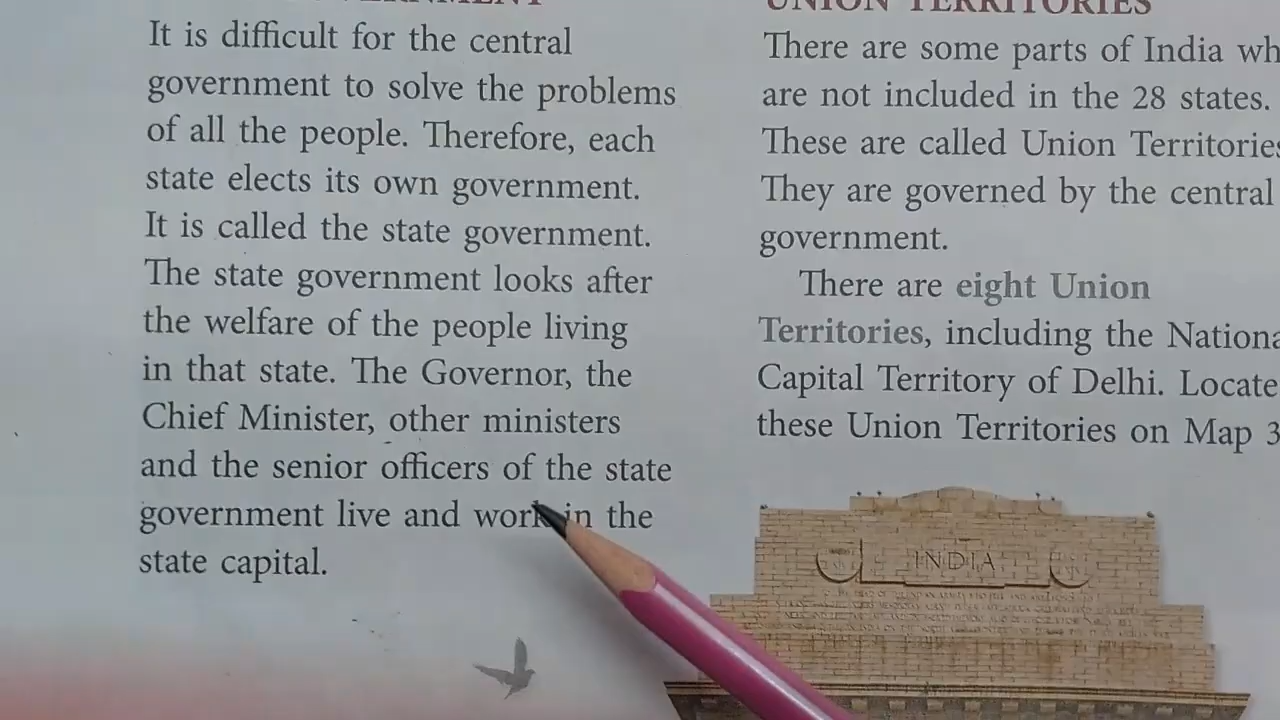 It is difficult for the central
government to solve the problems
of all the people. Therefore, each
state elects its own government.
It is called the state government.
The state government looks after
the welfare of the people living
in that state. The Governor, the
Chief Minister, other ministers
and the senior officers of the state
government live and work in the
state capital.
UNION TERRITORIES
There are some parts of India
are not included in the 28 states.
These are called Union
They are governed by the central
government.
There are eight Union
Territories, including the
Capital Territory of Delhi. Locate
these Union Territories on Map 3
INDIA